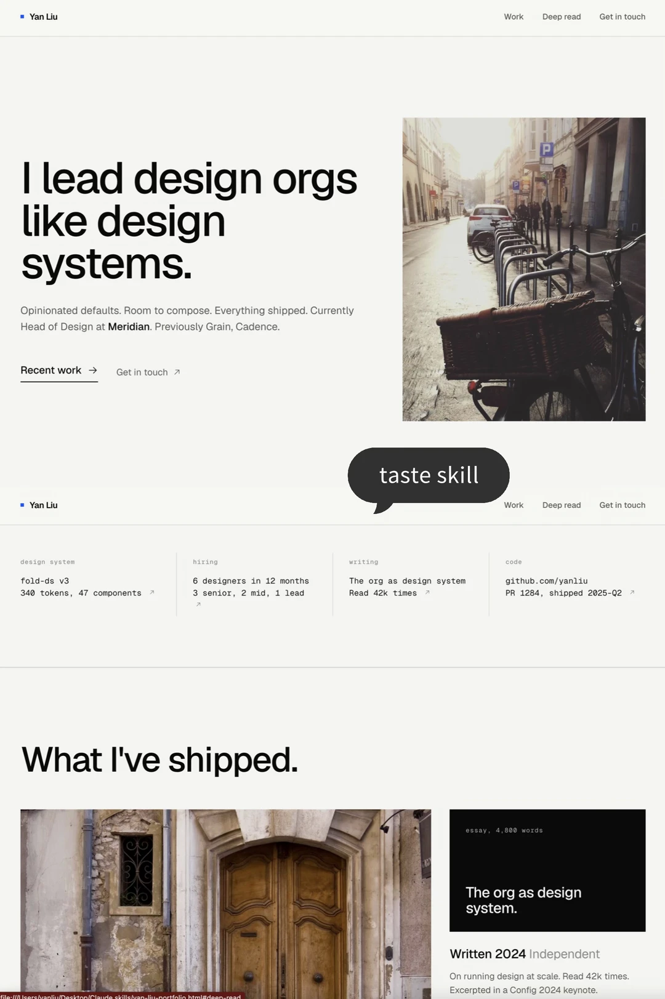 Yan Liu
Work
Deep read
Get in touch
P
P
I lead design orgs
like design
systems.
Opinionated defaults. Room to compose. Everything shipped. Currently
Head of Design at Meridian. Previously Grain, Cadence.
Recent work →
Get in touch ↗
taste skill
Yan Liu
Work
Deep read
Get in touch
design system
fold-ds v3
340 tokens, 47 components ↗
hiring
6 designers in 12 months
3 senior, 2 mid, 1 lead
↗
writing
The org as design system
Read 42k times ↗
code
github.com/yanliu
PR 1284, shipped 2025-Q2 ↗
What I've shipped.
essay, 4,800 words
The org as design
system.
Written 2024 Independent
On running design at scale. Read 42k times.
Excerpted in a Config 2024 keynote.
file:///Users/yanliu/Desktop/Claude skills/yan-liu-portfolio.html#deep-read